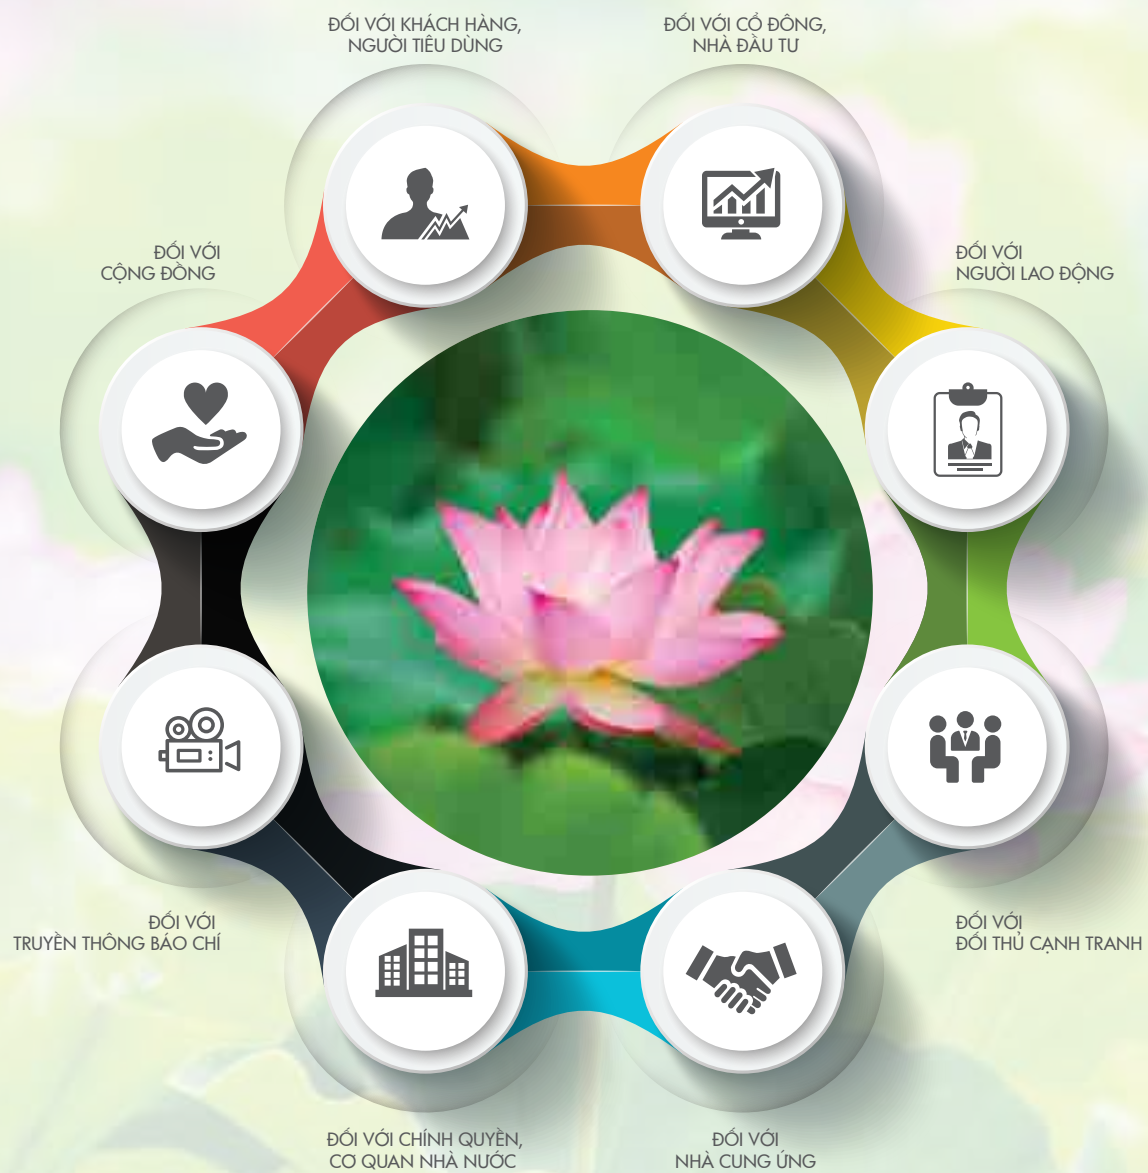 ĐỐI VỚI KHÁCH HÀNG,
NGƯỜI TIÊU DÙNG
ĐỐI VỚI CỔ ĐÔNG,
NHÀ ĐẦU TƯ
ĐỐI VỚI
CỘNG ĐỒNG
ĐỐI VỚI
NGƯỜI LAO ĐỘNG
ĐỐI VỚI
TRUYỀN THÔNG BÁO CHÍ
ĐỐI VỚI
ĐỐI THỦ CẠNH TRANH
ĐỐI VỚI CHÍNH QUYỀN,
CƠ QUAN NHÀ NƯỚC
ĐỐI VỚI
NHÀ CUNG ỨNG